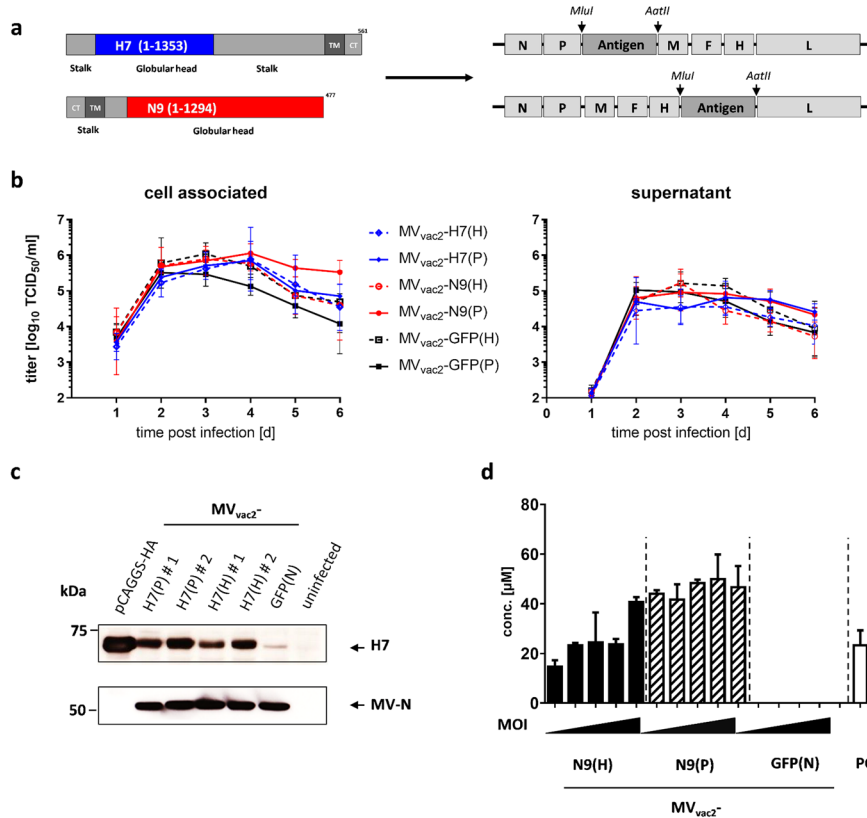 a
H7 (1-1353)
561
TM
CT
Stalk
Globular head
Stalk
477
CT
TM
N9 (1-1294)
Stalk
Globular head
MluI
AatII
N
P
Antigen
M
F
H
L
MluI
AatII
N
P
M
F
H
Antigen
L
b
cell associated
titer [log10 TCID50/ml]
7
6
5
4
3
2
1
2
3
4
5
6
time post infection [d]
MVvac2-H7(H)
MVvac2-H7(P)
MVvac2-N9(H)
MVvac2-N9(P)
MVvac2-GFP(H)
MVvac2-GFP(P)
supernatant
7
6
5
4
3
2
0
1
2
3
4
5
6
time post infection [d]
c
MVvac2-
kDa
pCAGGS-HA
H7(P) # 1
H7(P) # 2
H7(H) # 1
H7(H) # 2
GFP(N)
uninfected
75
H7
50
MV-N
d
conc. [µM]
80
60
40
20
0
MOI
N9(H)
N9(P)
GFP(N)
MVvac2-